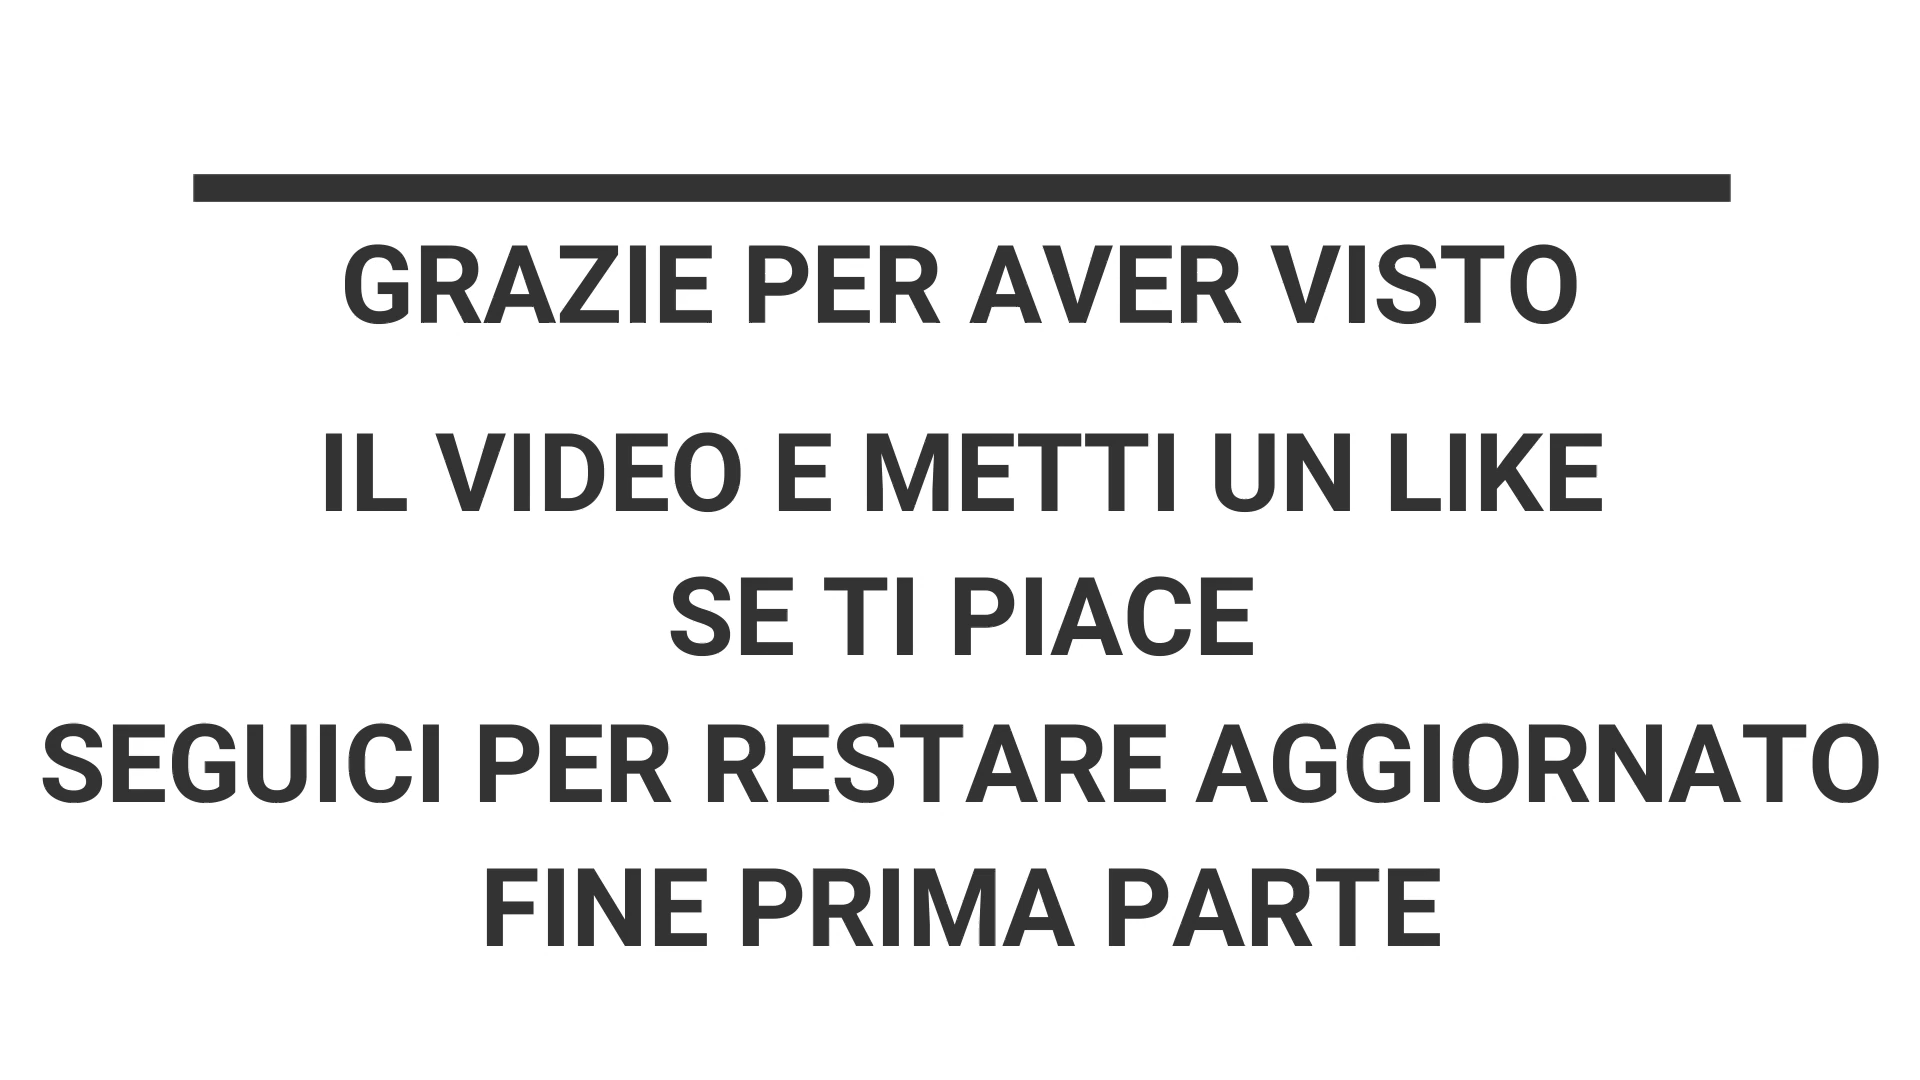 GRAZIE PER AVER VISTO
IL VIDEO E METTI UN LIKE
SE TI PIACE
SEGUICI PER RESTARE AGGIORNATO
FINE PRIMA PARTE